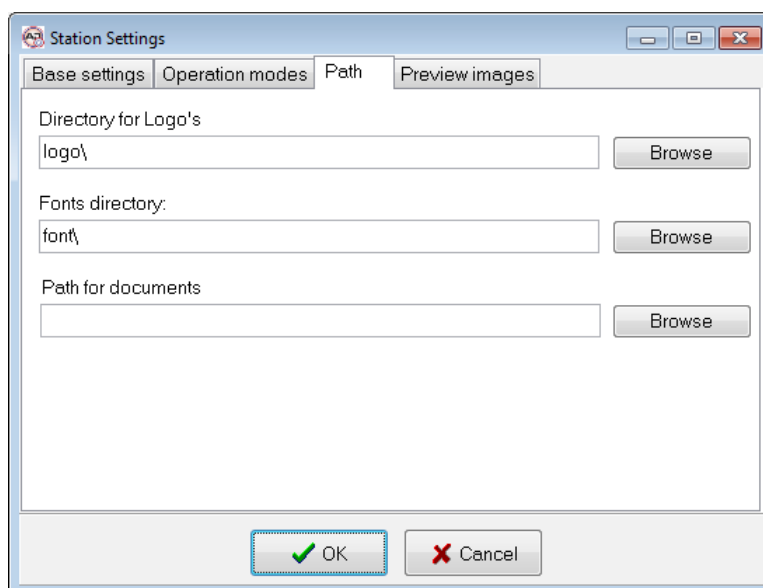 Station Settings
Base settings Operation modes Path Preview images
Directory for Logo's
logo\ Browse
Fonts directory:
font\ Browse
Path for documents
Browse
OK Cancel